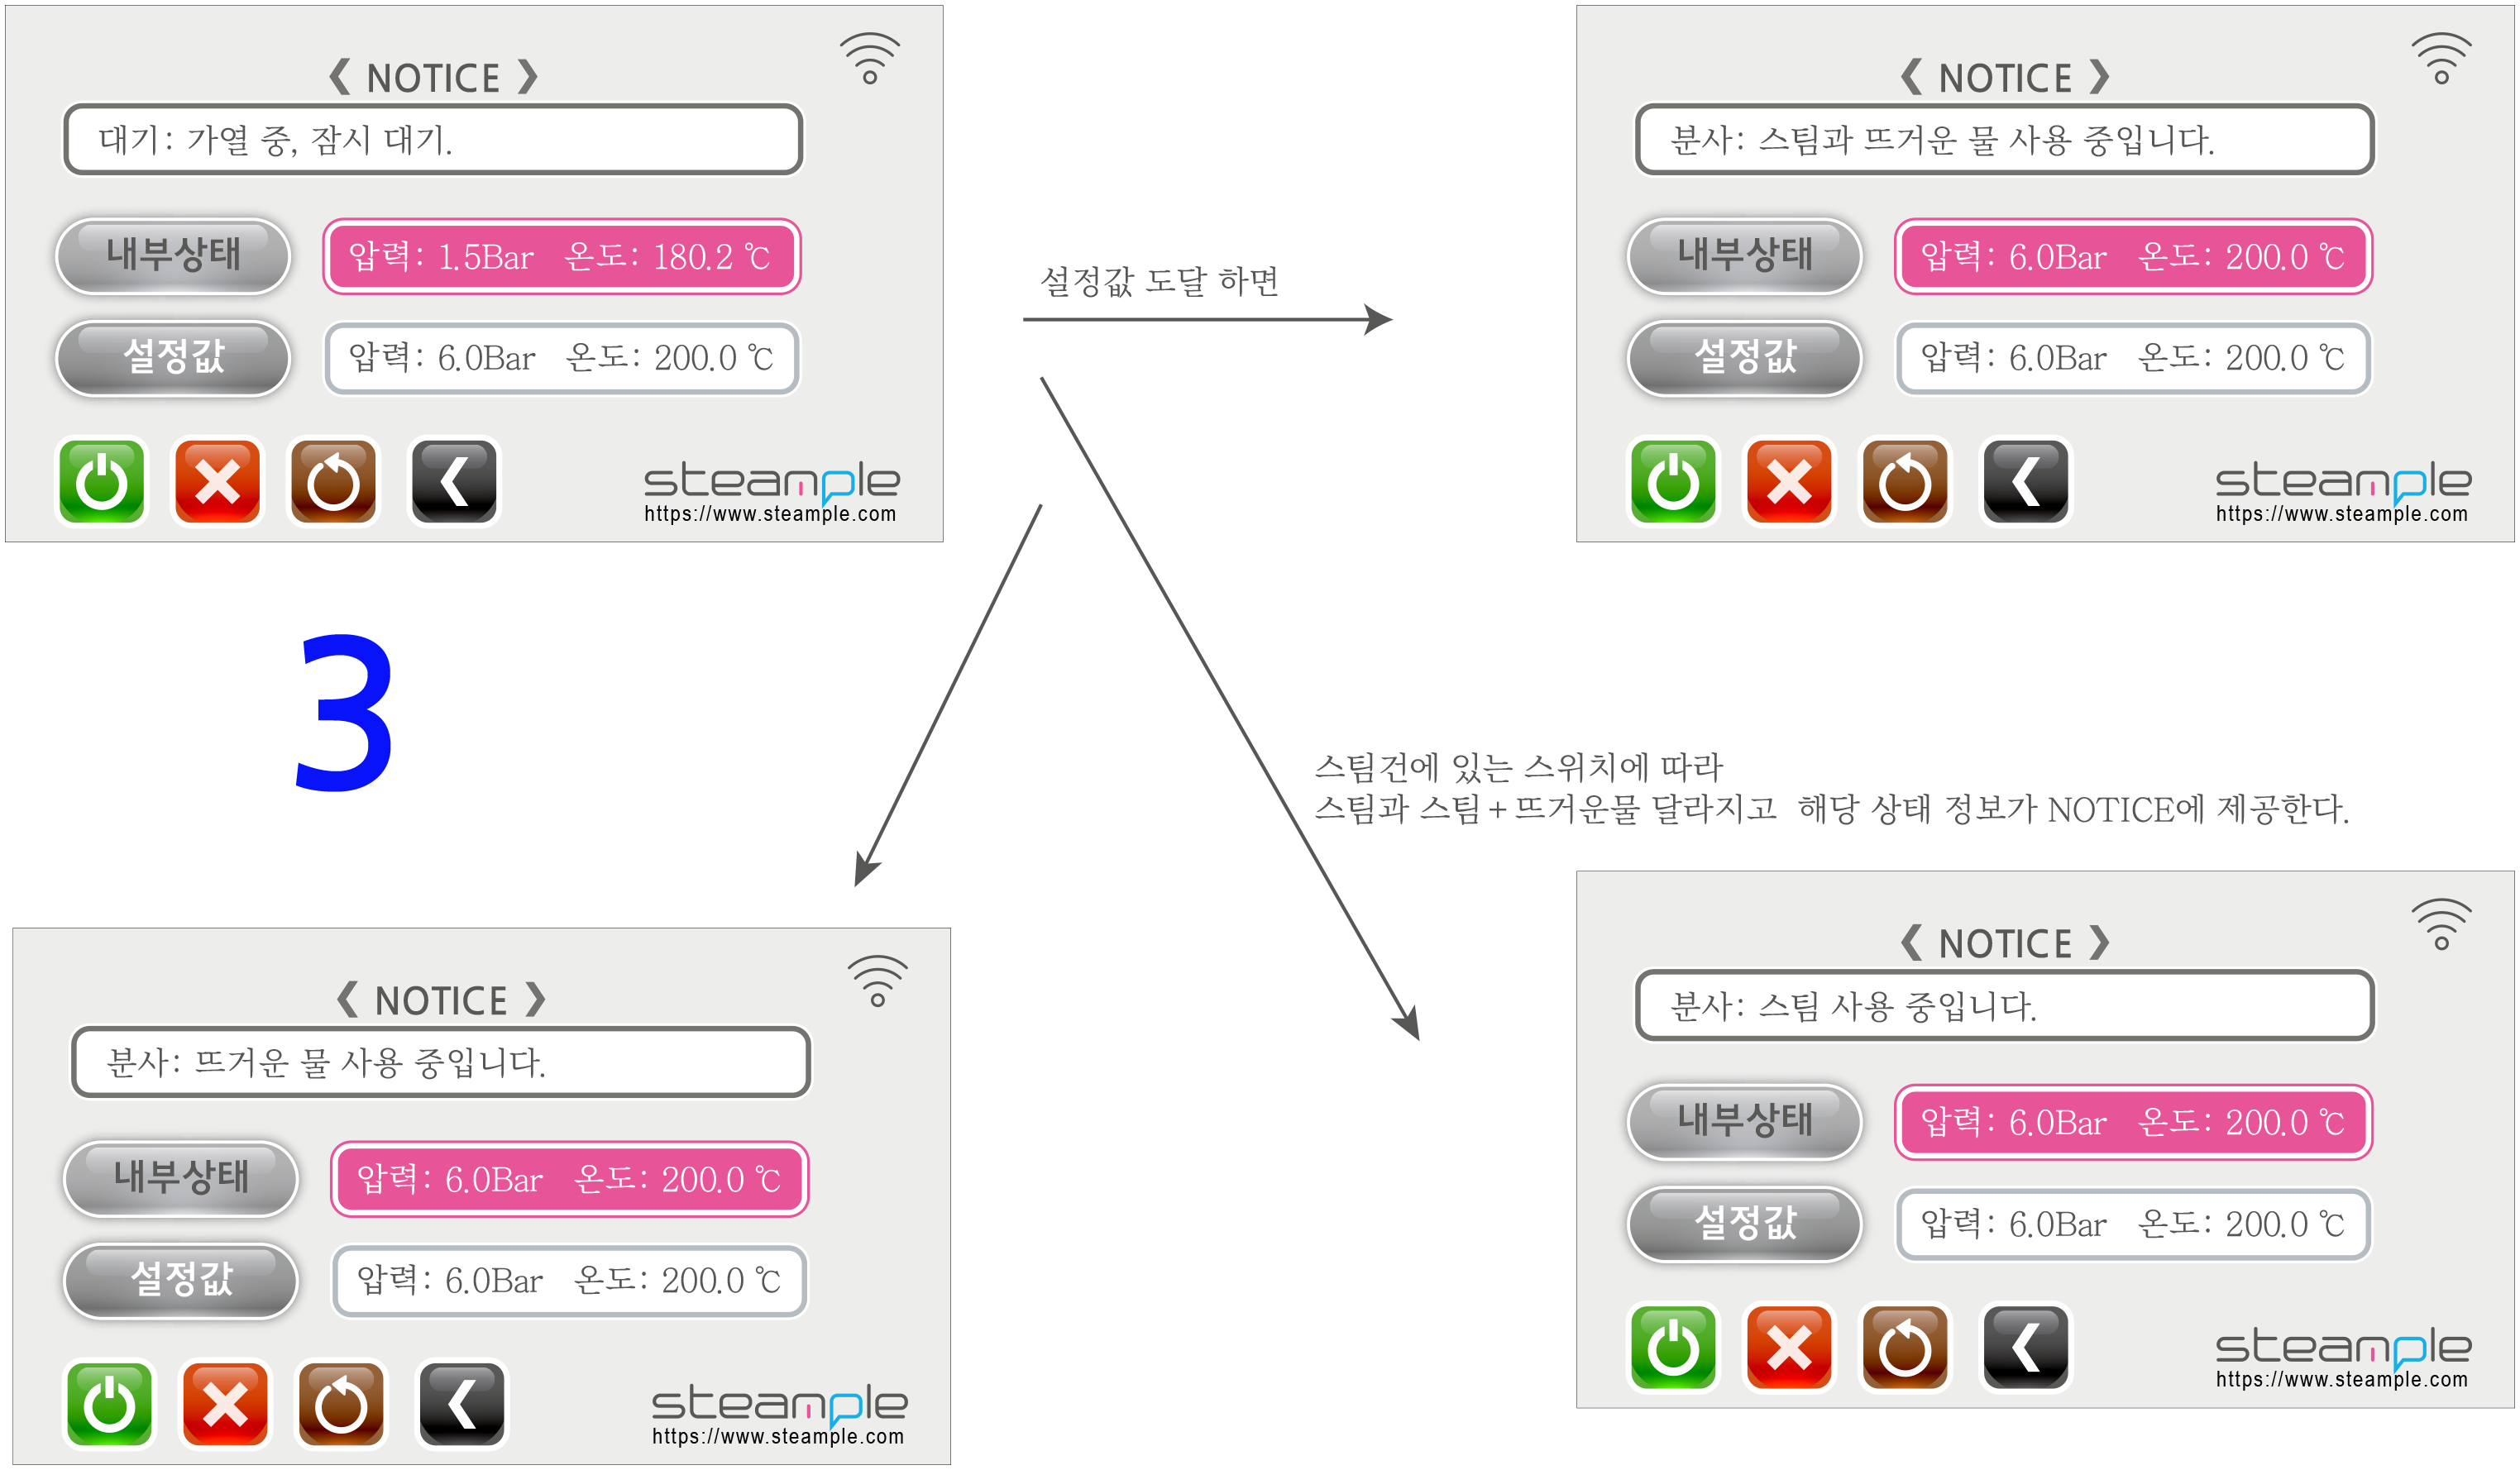 ❮ NOTICE ❯
대기: 가열 중, 잠시 대기.
내부상태
압력: 1.5Bar 온도: 180.2 ℃
설정값
압력: 6.0Bar 온도: 200.0 ℃
steample
https://www.steample.com
설정값 도달 하면
❮ NOTICE ❯
분사: 스팀과 뜨거운 물 사용 중입니다.
내부상태
압력: 6.0Bar 온도: 200.0 ℃
설정값
압력: 6.0Bar 온도: 200.0 ℃
steample
https://www.steample.com
3
스팀건에 있는 스위치에 따라
스팀과 스팀+뜨거운물 달라지고 해당 상태 정보가 NOTICE에 제공한다.
❮ NOTICE ❯
분사: 뜨거운 물 사용 중입니다.
내부상태
압력: 6.0Bar 온도: 200.0 ℃
설정값
압력: 6.0Bar 온도: 200.0 ℃
steample
https://www.steample.com
❮ NOTICE ❯
분사: 스팀 사용 중입니다.
내부상태
압력: 6.0Bar 온도: 200.0 ℃
설정값
압력: 6.0Bar 온도: 200.0 ℃
steample
https://www.steample.com